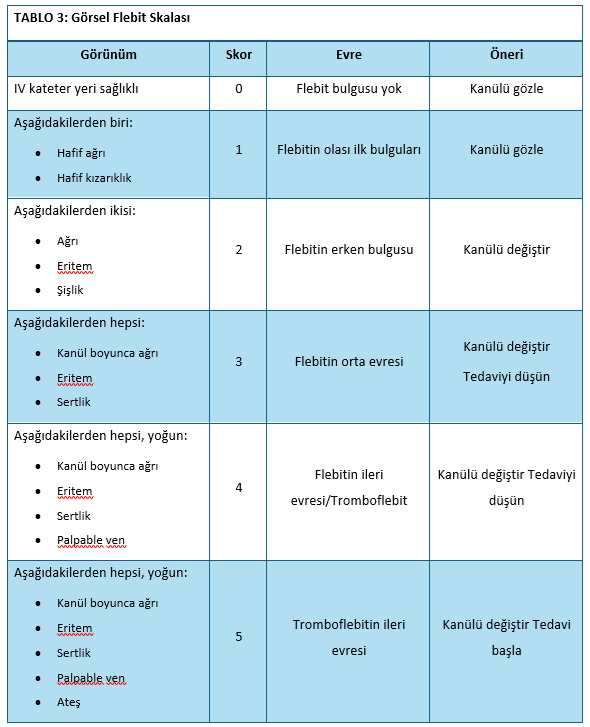 TABLO 3: Görsel Flebit Skalası
Görünüm Skor Evre Öneri
IV kateter yeri sağlıklı 0 Flebit bulgusu yok Kanülü gözle
Aşağıdakilerden biri:
• Hafif ağrı
• Hafif kızarıklık
1 Flebitin olası ilk bulguları Kanülü gözle
Aşağıdakilerden ikisi:
• Ağrı
• Eritem
• Şişlik
2 Flebitin erken bulgusu Kanülü değiştir
Aşağıdakilerden hepsi:
• Kanül boyunca ağrı
• Eritem
• Sertlik
3 Flebitin orta evresi Kanülü değiştir
Tedaviyi düşün
Aşağıdakilerden hepsi, yoğun:
• Kanül boyunca ağrı
• Eritem
• Sertlik
• Palpable ven
4 Flebitin ileri
evresi/Tromboflebit
Kanülü değiştir Tedaviyi
düşün
Aşağıdakilerden hepsi, yoğun:
• Kanül boyunca ağrı
• Eritem
• Sertlik
• Palpable ven
• Ateş
5 Tromboflebitin ileri
evresi
Kanülü değiştir Tedavi
başla